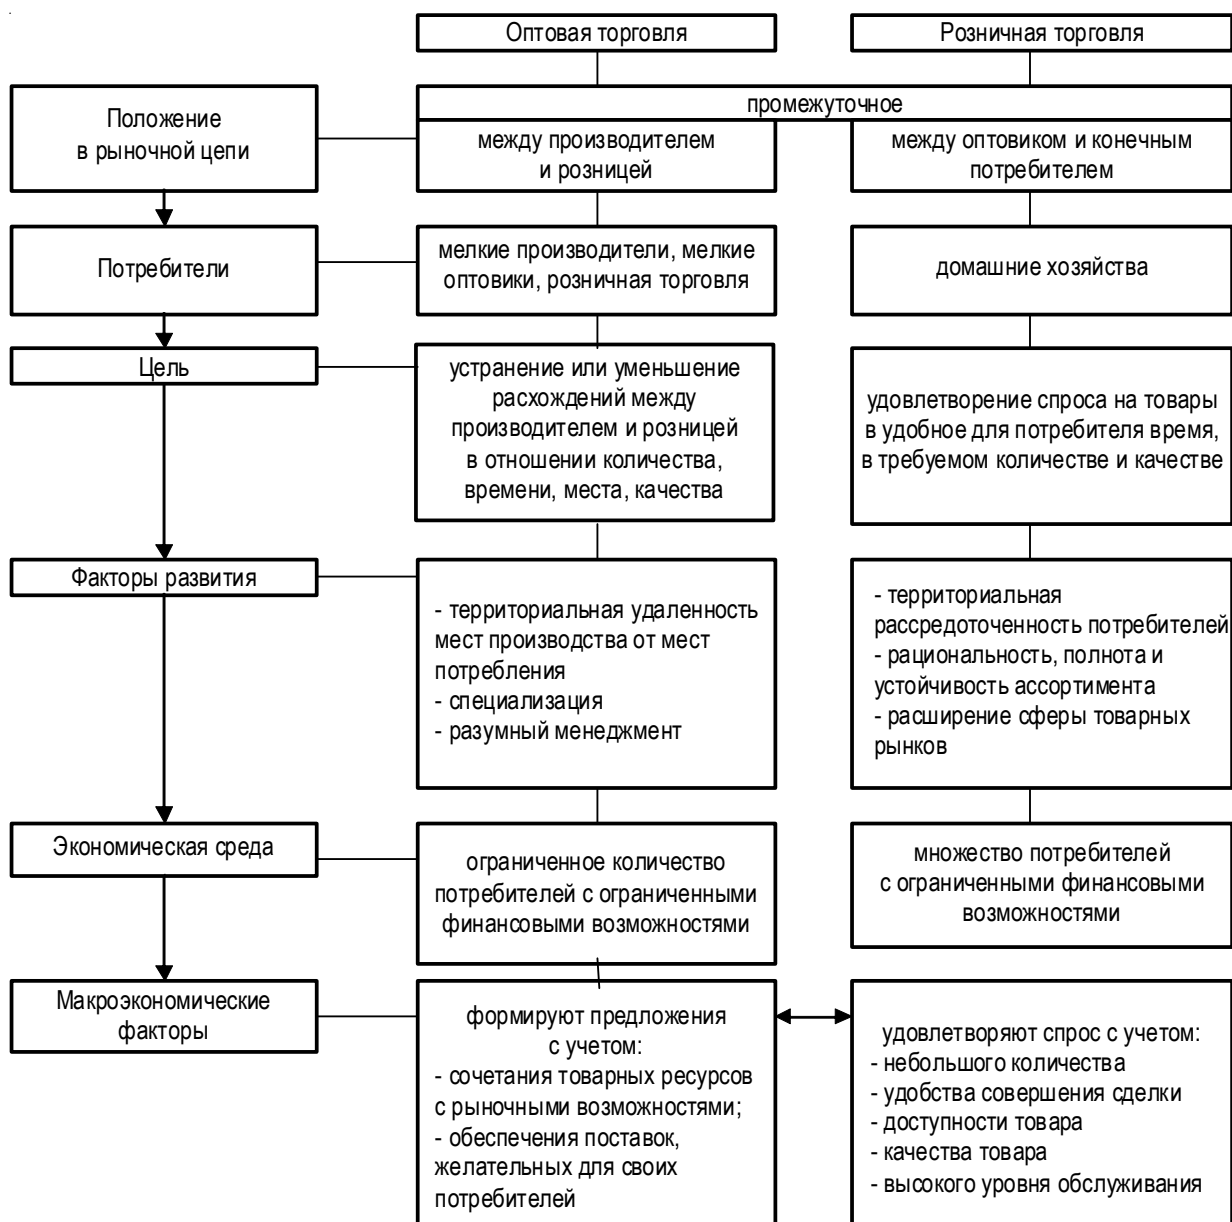 Оптовая торговля
Розничная торговля
промежуточное
Положение
в рыночной цепи
между производителем
и розницей
между оптовиком и конечным
потребителем
Потребители
мелкие производители, мелкие
оптовики, розничная торговля
домашние хозяйства
Цель
устранение или уменьшение
расхождений между
производителем и розницей
в отношении количества,
времени, места, качества
удовлетворение спроса на товары
в удобное для потребителя время,
в требуемом количестве и качестве
Факторы развития
- территориальная удаленность
мест производства от мест
потребления
- специализация
- разумный менеджмент
- территориальная
рассредоточенность потребителей
- рациональность, полнота и
устойчивость ассортимента
- расширение сферы товарных
рынков
Экономическая среда
ограниченное количество
потребителей с ограниченными
финансовыми возможностями
множество потребителей
с ограниченными финансовыми
возможностями
Макроэкономические
факторы
формируют предложения
с учетом:
- сочетания товарных ресурсов
с рыночными возможностями;
- обеспечения поставок,
желательных для своих
потребителей
удовлетворяют спрос с учетом:
- небольшого количества
- удобства совершения сделки
- доступности товара
- качества товара
- высокого уровня обслуживания